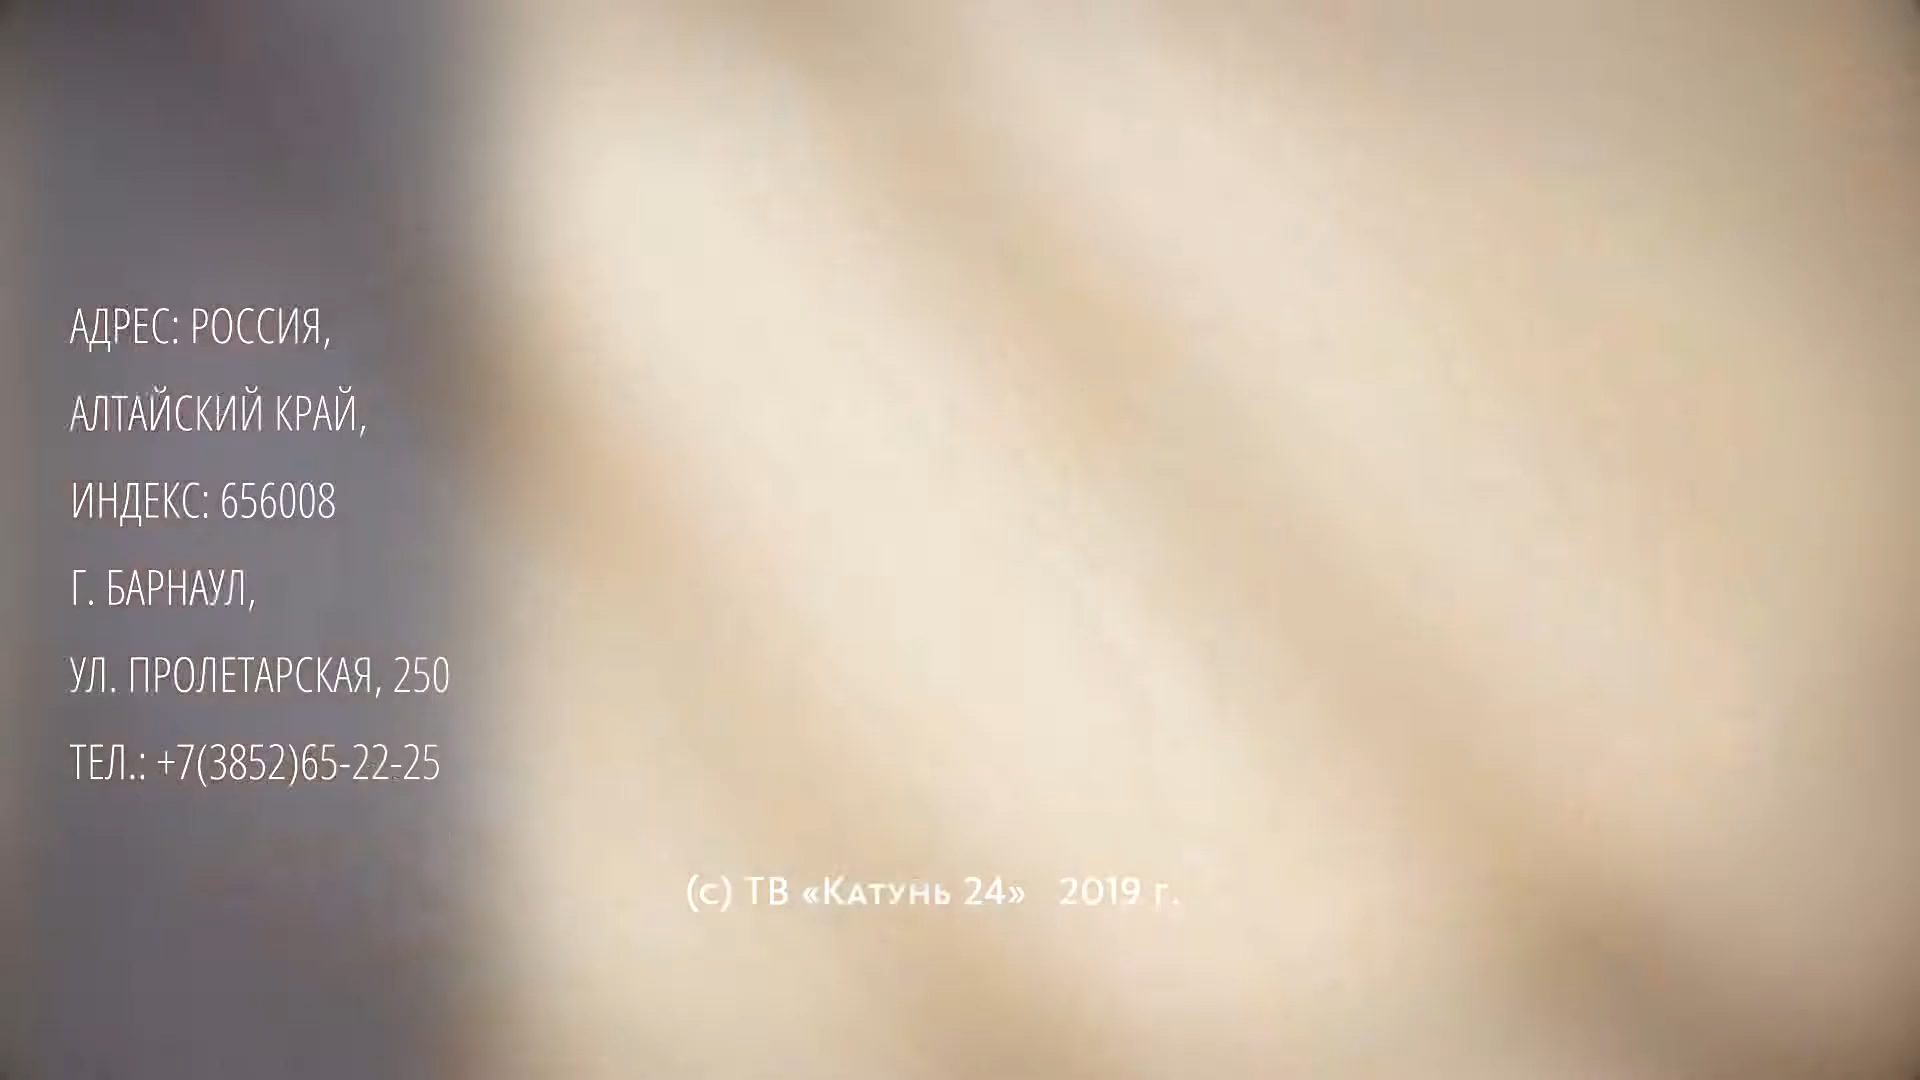 АДРЕС: РОССИЯ,
АЛТАЙСКИЙ КРАЙ,
ИНДЕКС: 656008
Г. БАРНАУЛ,
УЛ. ПРОЛЕТАРСКАЯ, 250
ТЕЛ.: +7(3852)65-22-25
(с) ТВ «Катунь 24» 2019 г.